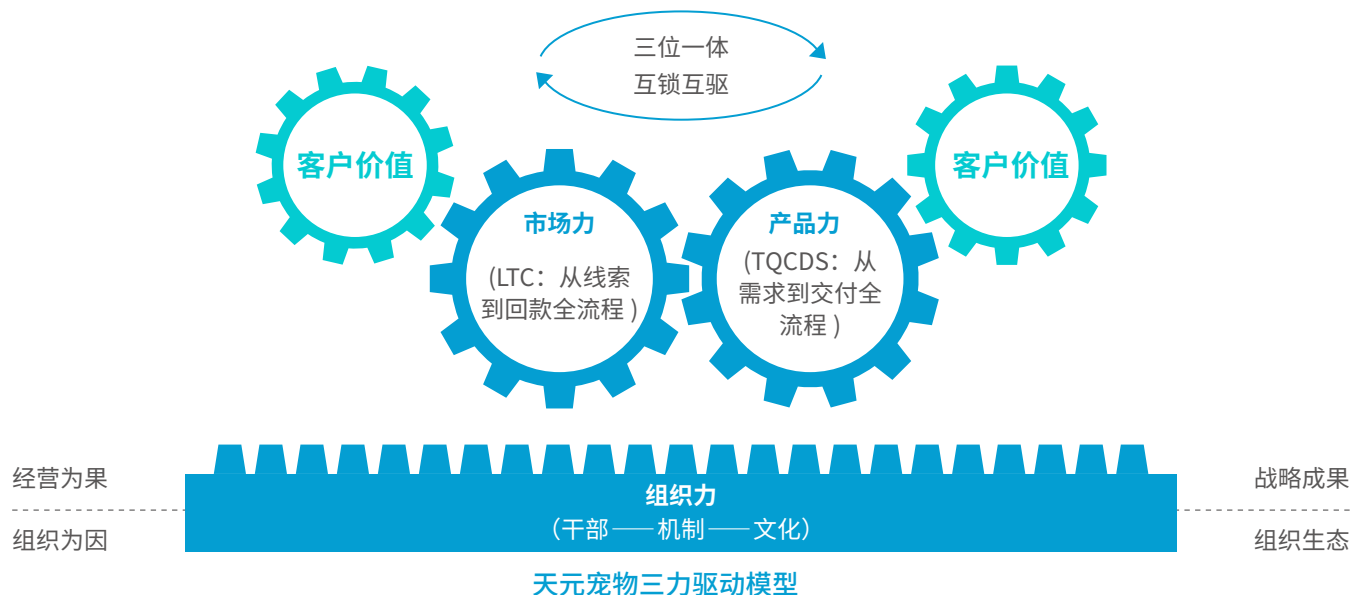 三位一体
互锁互驱
客户价值
客户价值
市场力
(LTC：从线索
到回款全流程 )
产品力
(TQCDS：从
需求到交付全
流程 )
经营为果
战略成果
组织力
（干部——机制——文化）
组织为因
组织生态
天元宠物三力驱动模型